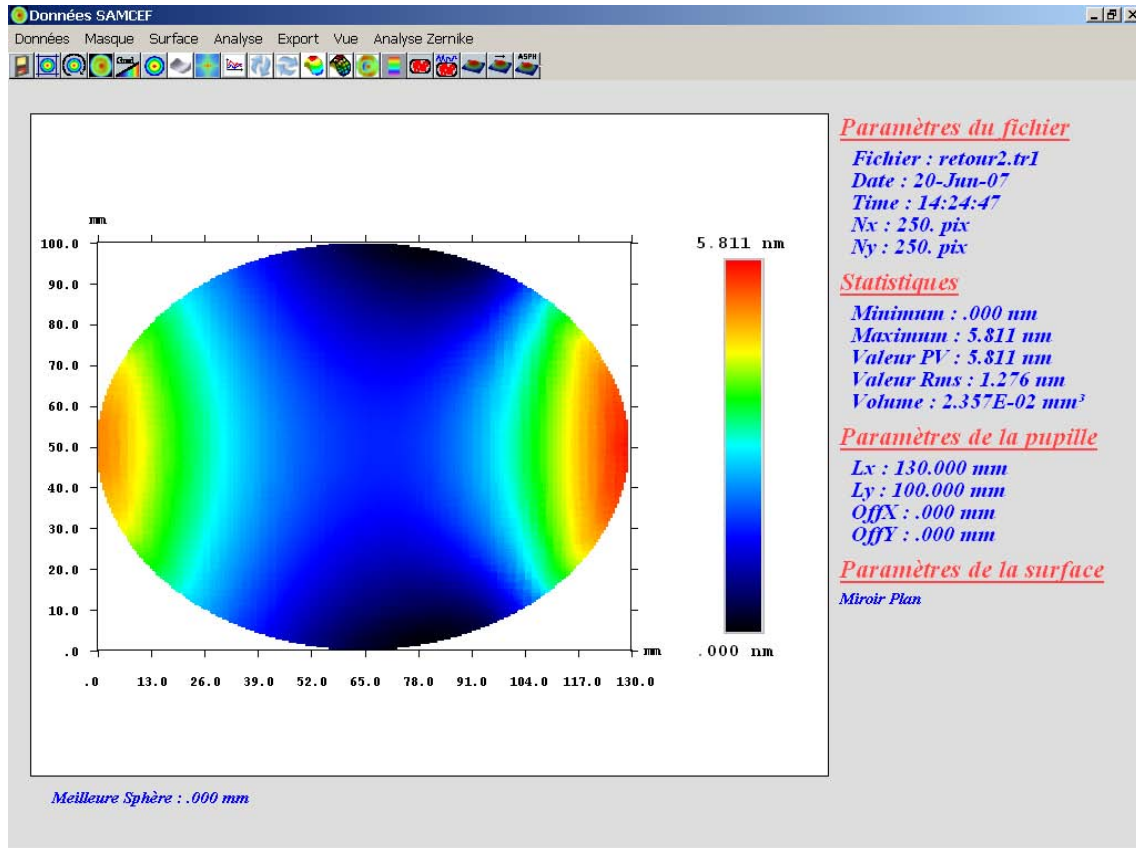 Données SAMCEF
Données Masque Surface Analyse Export Vue Analyse Zernike
ASPH
Paramètres du fichier
Fichier : retour2.tr1
Date : 20-Jun-07
Time : 14:24:47
Nx : 250. pix
Ny : 250. pix
Statistiques
Minimum : .000 nm
Maximum : 5.811 nm
Valeur PV : 5.811 nm
Valeur Rms : 1.276 nm
Volume : 2.357E-02 mm³
Paramètres de la pupille
Lx : 130.000 mm
Ly : 100.000 mm
OffX : .000 mm
OffY : .000 mm
Paramètres de la surface
Miroir Plan
mm
100.0
90.0
80.0
70.0
60.0
50.0
40.0
30.0
20.0
10.0
.0
mm
.0 13.0 26.0 39.0 52.0 65.0 78.0 91.0 104.0 117.0 130.0
5.811 nm
.000 nm
Meilleure Sphère : .000 mm